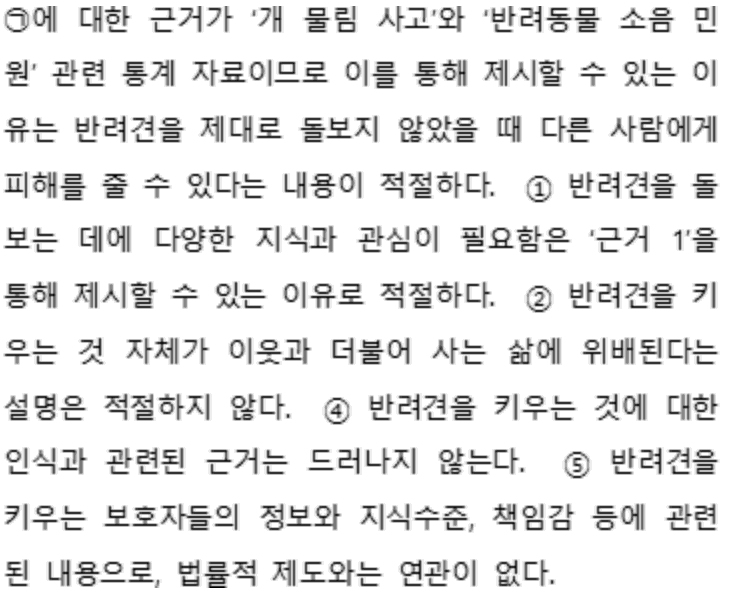 ㉠에 대한 근거가 ‘개 물림 사고’와 ‘반려동물 소음 민
원’ 관련 통계 자료이므로 이를 통해 제시할 수 있는 이
유는 반려견을 제대로 돌보지 않았을 때 다른 사람에게
피해를 줄 수 있다는 내용이 적절하다. ① 반려견을 돌
보는 데에 다양한 지식과 관심이 필요함은 ‘근거 1’을
통해 제시할 수 있는 이유로 적절하다. ② 반려견을 키
우는 것 자체가 이웃과 더불어 사는 삶에 위배된다는
설명은 적절하지 않다. ④ 반려견을 키우는 것에 대한
인식과 관련된 근거는 드러나지 않는다. ⑤ 반려견을
키우는 보호자들의 정보와 지식수준, 책임감 등에 관련
된 내용으로, 법률적 제도와는 연관이 없다.